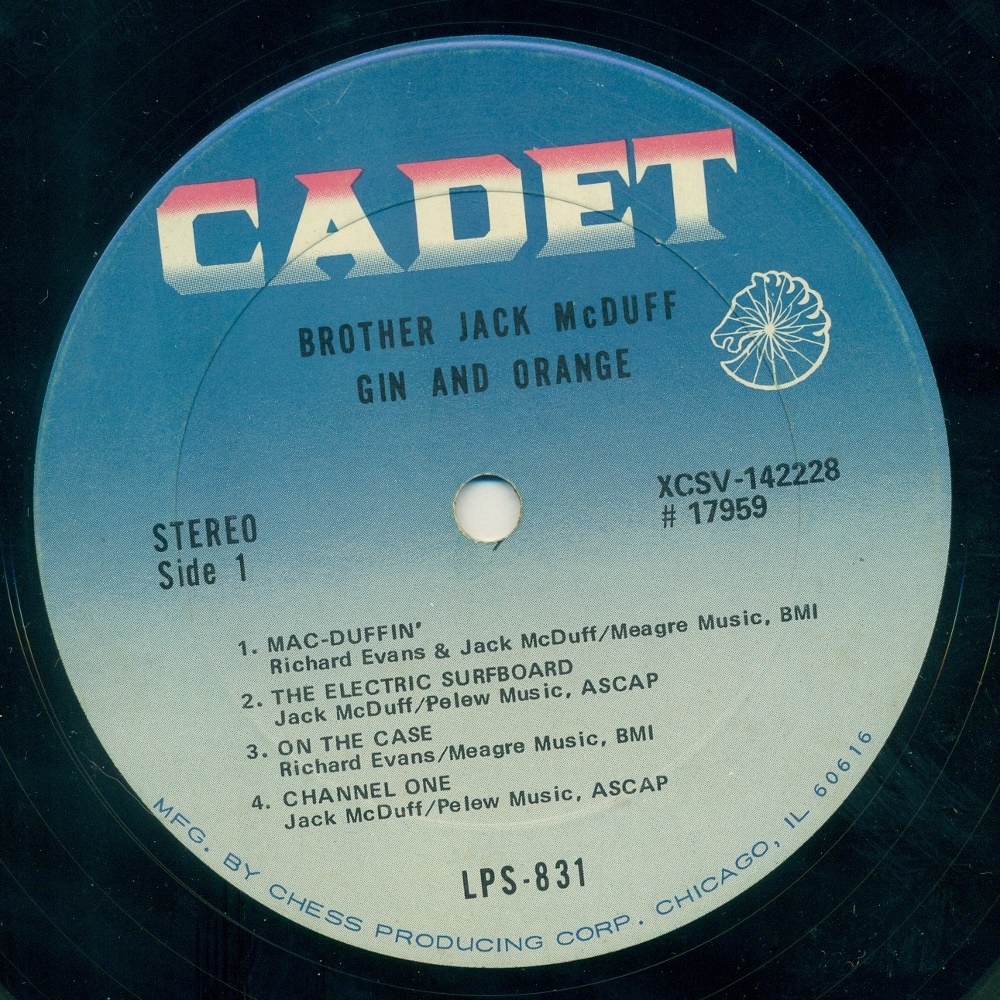 CADET
BROTHER JACK McDUFF
GIN AND ORANGE
XCSV-142228
# 17959
STEREO
Side 1
1. MAC-DUFFIN'
Richard Evans & Jack McDuff/Meagre Music, BMI
2. THE ELECTRIC SURFBOARD
Jack McDuff/Pelew Music, ASCAP
3. ON THE CASE
Richard Evans/Meagre Music, BMI
4. CHANNEL ONE
Jack McDuff/Pelew Music, ASCAP
LPS-831
MFG. BY CHESS PRODUCING CORP. CHICAGO, IL 60616